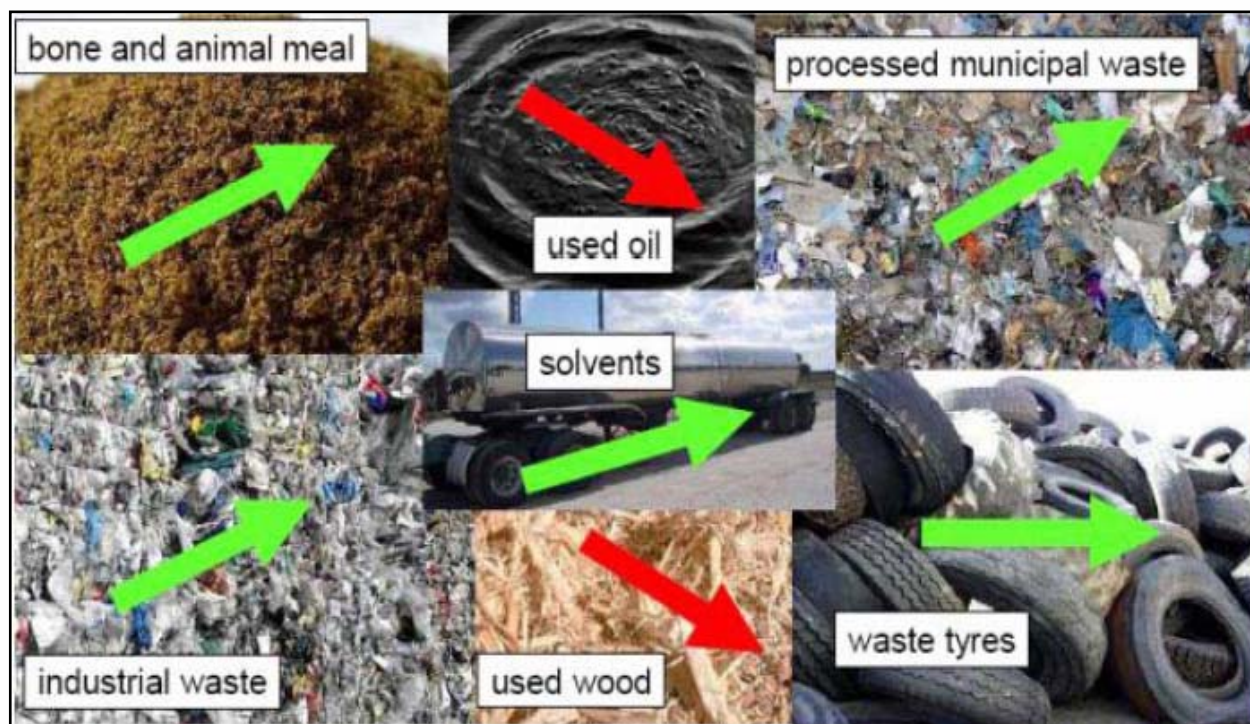 bone and animal meal
used oil
processed municipal waste
solvents
industrial waste
used wood
waste tyres